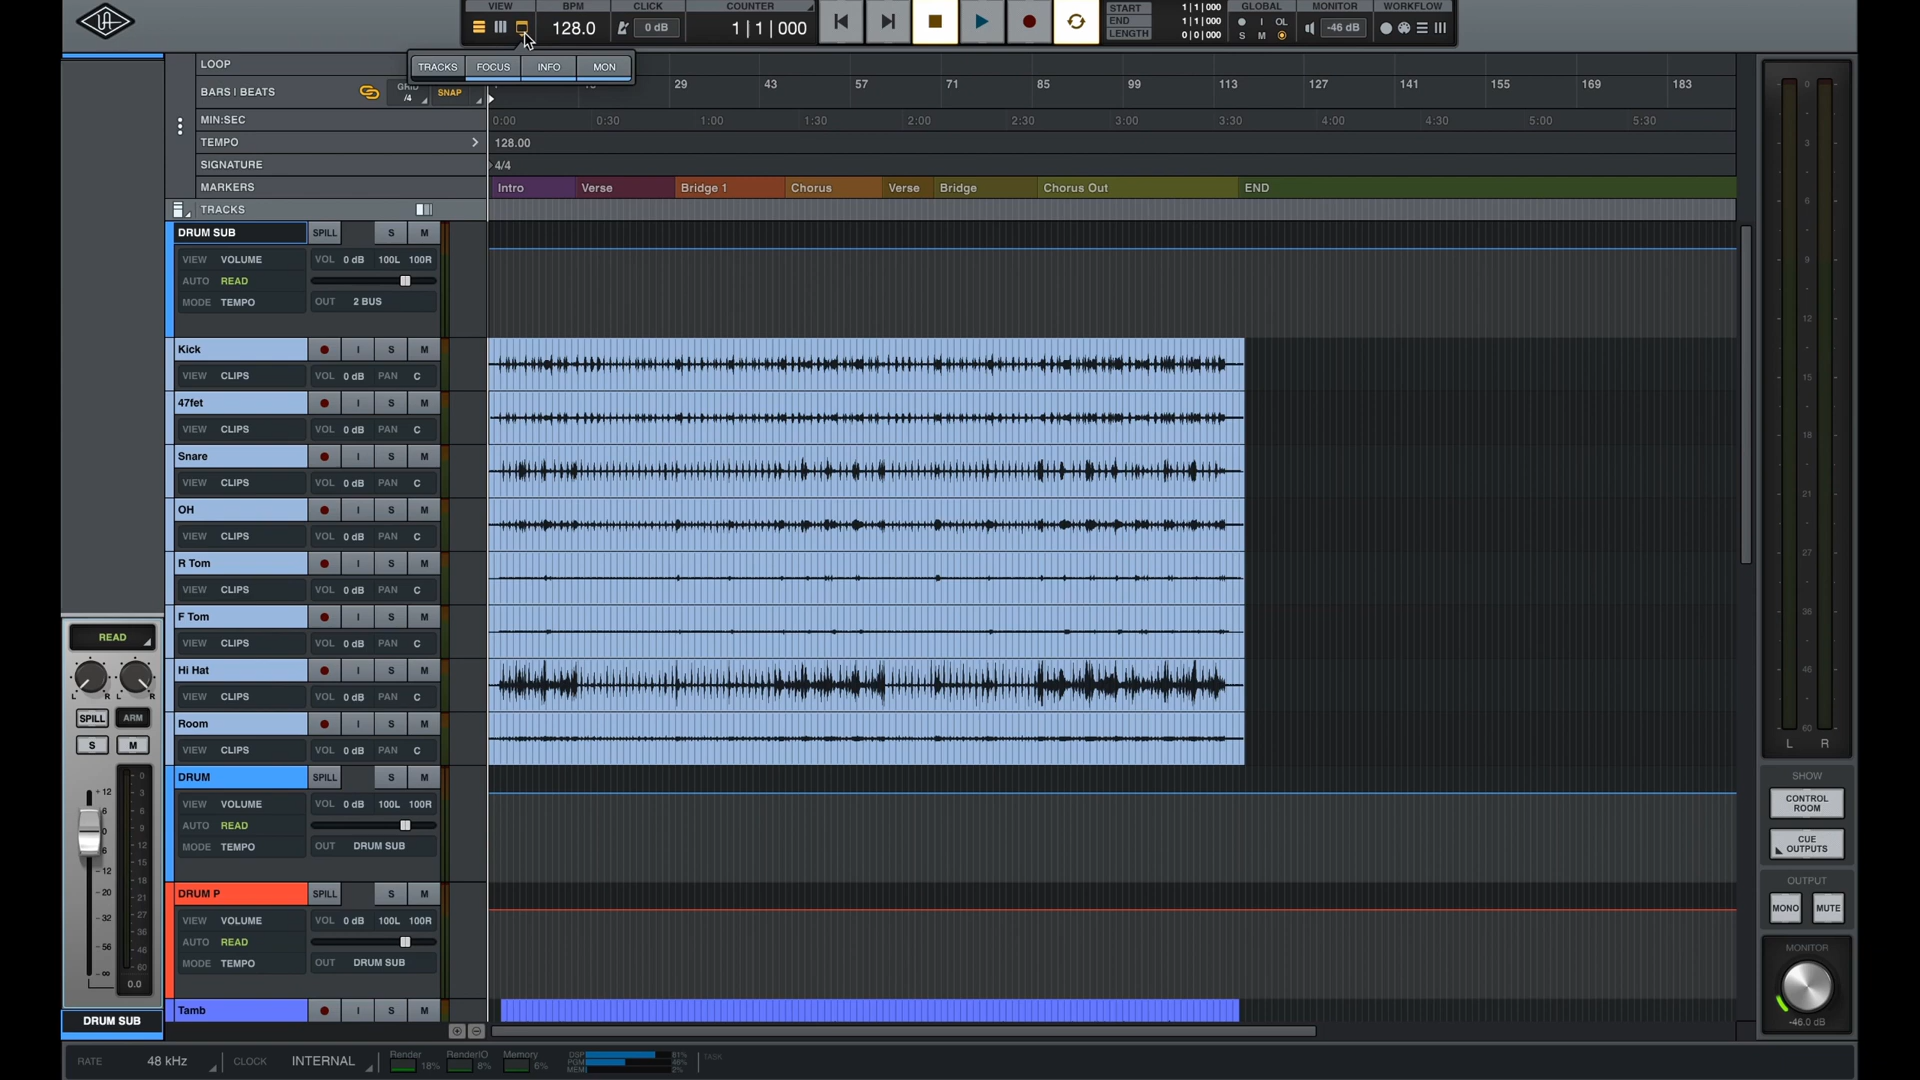 VIEW BPM CLICK COUNTER START 1|1|000 GLOBAL MONITOR WORKFLOW
128.0 0 dB 1|1|000 END 1|1|000 I OL -46 dB
LENGTH 0|0|000 S M
TRACKS FOCUS INFO MON
LOOP
BARS | BEATS GRID /4 SNAP 29 43 57 71 85 99 113 127 141 155 169 183
MIN:SEC 0:00 0:30 1:00 1:30 2:00 2:30 3:00 3:30 4:00 4:30 5:00 5:30
TEMPO 128.00
SIGNATURE 4/4
MARKERS Intro Verse Bridge 1 Chorus Verse Bridge Chorus Out END
TRACKS
DRUM SUB SPILL S M
VIEW VOLUME VOL 0 dB 100L 100R
AUTO READ
MODE TEMPO OUT 2 BUS
Kick I S M
VIEW CLIPS VOL 0 dB PAN C
47fet I S M
VIEW CLIPS VOL 0 dB PAN C
Snare I S M
VIEW CLIPS VOL 0 dB PAN C
OH I S M
VIEW CLIPS VOL 0 dB PAN C
R Tom I S M
VIEW CLIPS VOL 0 dB PAN C
F Tom I S M
VIEW CLIPS VOL 0 dB PAN C
Hi Hat I S M
VIEW CLIPS VOL 0 dB PAN C
Room I S M
VIEW CLIPS VOL 0 dB PAN C
DRUM SPILL S M
VIEW VOLUME VOL 0 dB 100L 100R
AUTO READ
MODE TEMPO OUT DRUM SUB
DRUM P SPILL S M
VIEW VOLUME VOL 0 dB 100L 100R
AUTO READ
MODE TEMPO OUT DRUM SUB
Tamb I S M
READ
L R L R
SPILL ARM
S M
+12 6 0 6 -12 -20 -32 -56 -∞
0 3 6 9 12 15 18 21 27 36 46 60
0.0
DRUM SUB
0 3 6 9 12 15 18 21 27 36 46 60
L R
SHOW
CONTROL
ROOM
CUE
OUTPUTS
OUTPUT
MONO MUTE
MONITOR
-46.0 dB
RATE 48 kHz CLOCK INTERNAL Render 18% RenderIO 8% Memory 6% DSP 81% TASK
PGM 46%
MEM 2%